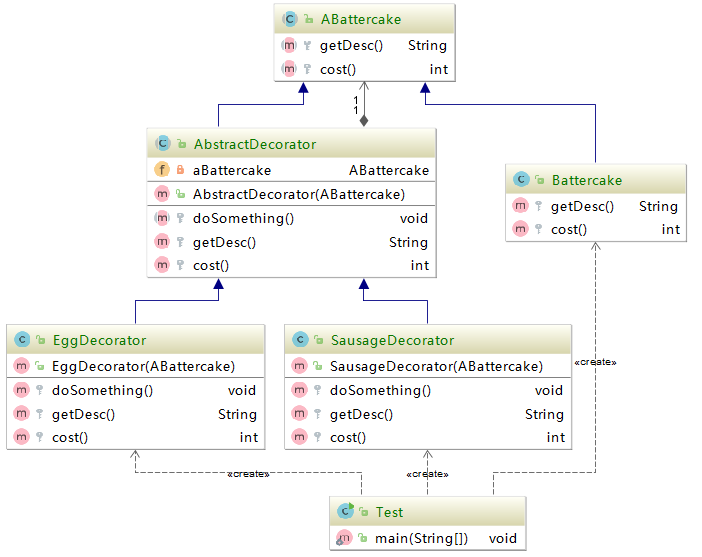 ABattercake
getDesc() String
cost() int
1
1
AbstractDecorator
aBattercake ABattercake
AbstractDecorator(ABattercake)
doSomething() void
getDesc() String
cost() int
Battercake
getDesc() String
cost() int
EggDecorator
EggDecorator(ABattercake)
doSomething() void
getDesc() String
cost() int
SausageDecorator
SausageDecorator(ABattercake)
doSomething() void
getDesc() String
cost() int
«create»
«create»
«create»
Test
main(String[]) void